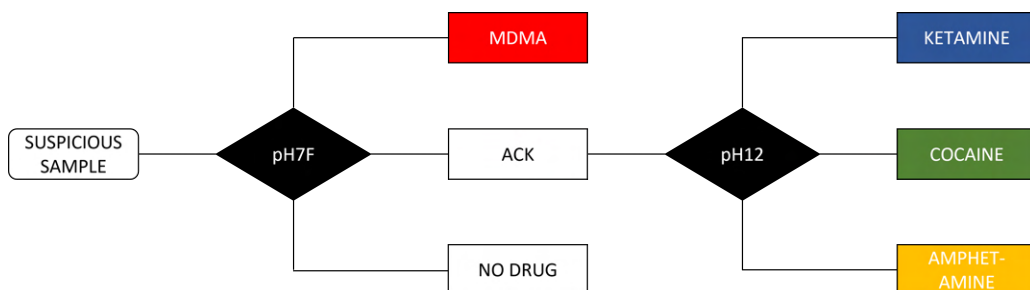 MDMA
KETAMINE
SUSPICIOUS
SAMPLE
pH7F
ACK
pH12
COCAINE
NO DRUG
AMPHET-
AMINE